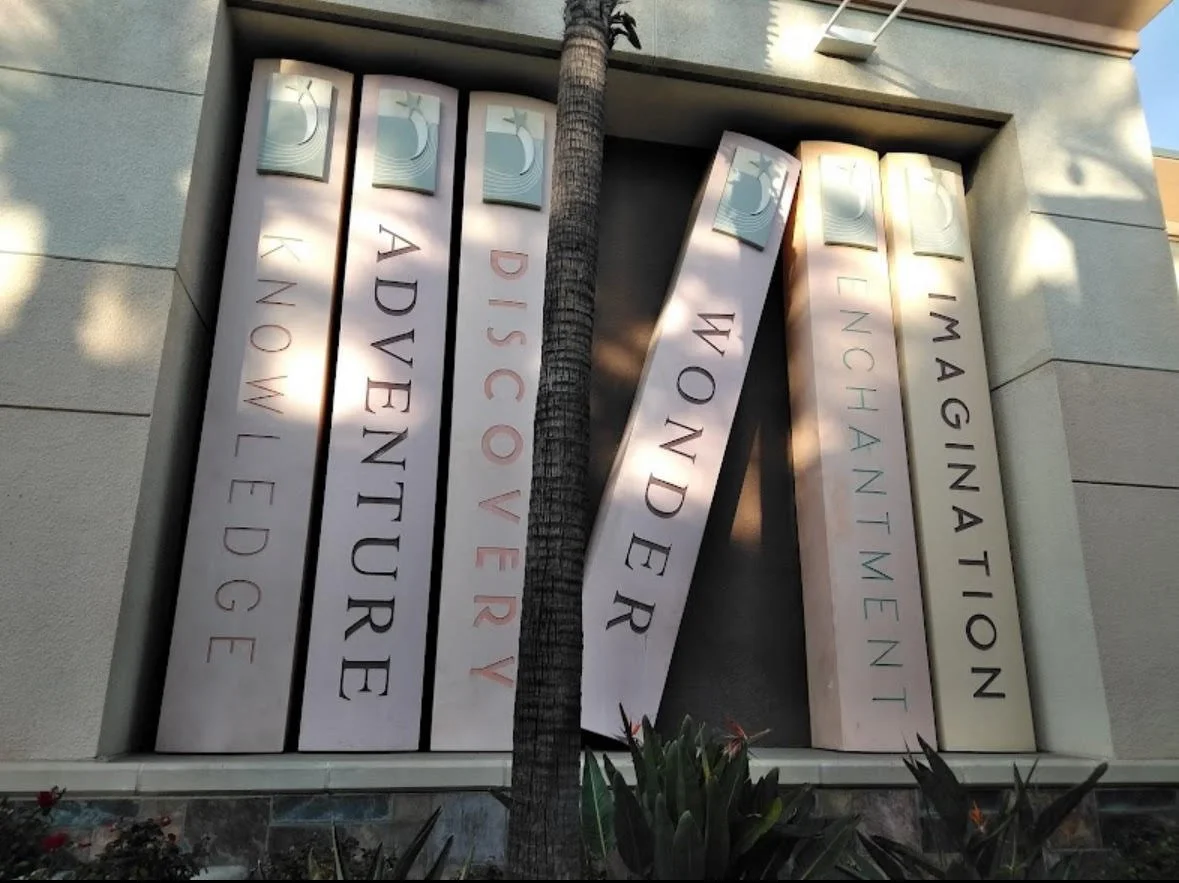 KNOWLEDGE
ADVENTURE
DISCOVERY
WONDER
ENCHANTMENT
IMAGINATION